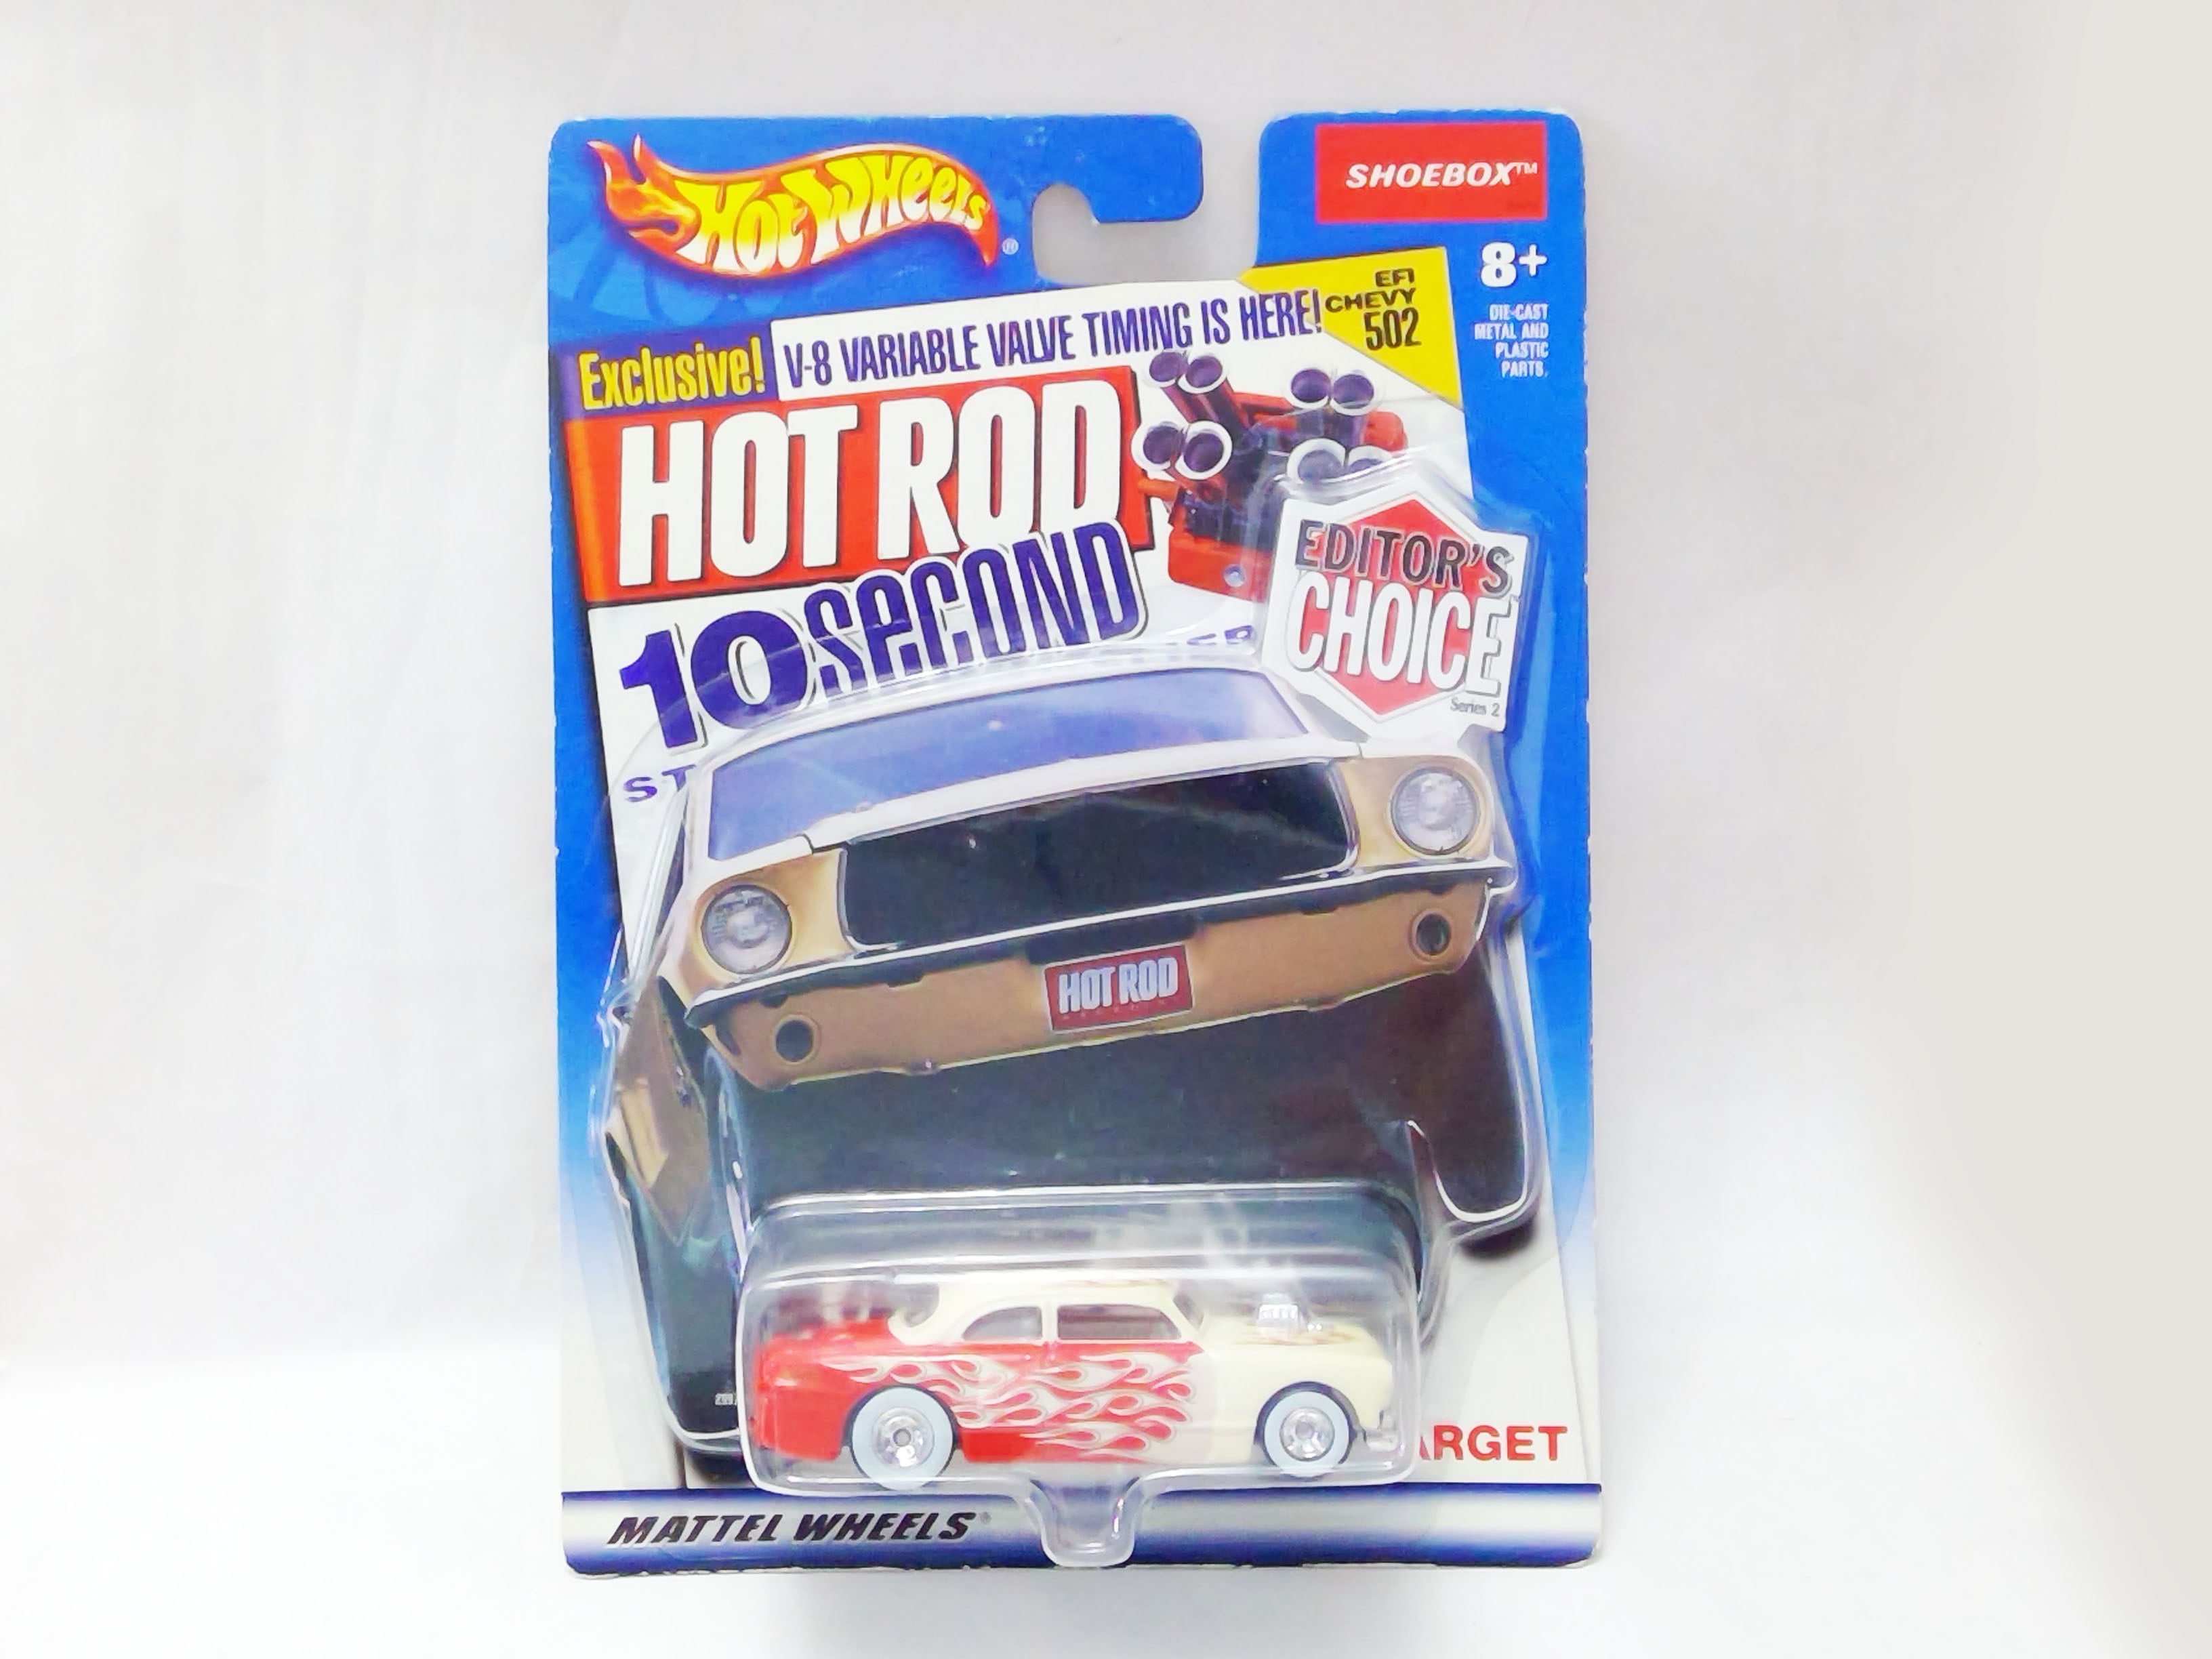 Hot Wheels®
SHOEBOX™
8+
DIE-CAST
METAL AND
PLASTIC
PARTS.
EFI
CHEVY
502
Exclusive! V-8 VARIABLE VALVE TIMING IS HERE!
HOT ROD
10 SECOND
ST
EDITOR'S
CHOICE
Series 2
HOT ROD
ARGET
MATTEL WHEELS®